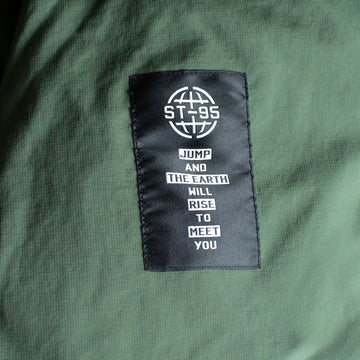 ST-95
JUMP
AND
THE EARTH
WILL
RISE
TO
MEET
YOU